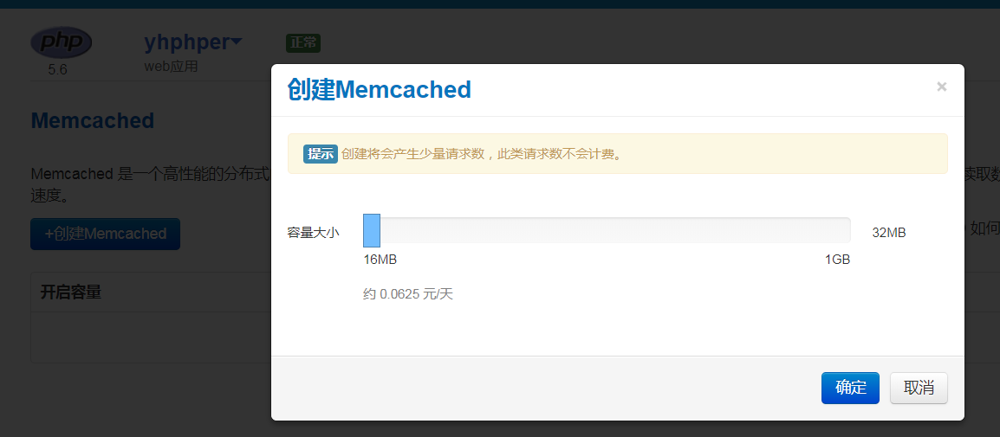 php
yhphper
正常
5.6
web应用
Memcached
Memcached 是一个高性能的分布式
读取数
速度。
+创建Memcached
如何
开启容量
创建Memcached
×
提示 创建将会产生少量请求数，此类请求数不会计费。
容量大小
32MB
16MB
1GB
约 0.0625 元/天
确定
取消